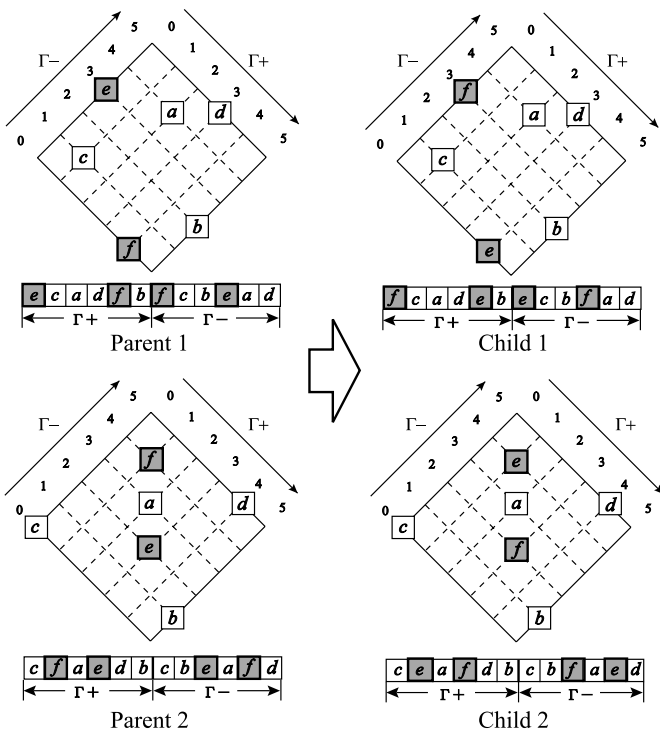 Γ− 0 1 2 3 4 5 0 1 2 3 4 5 Γ+
e
a d
c
b
f
e c a d f b f c b e a d
Γ+ Γ−
Parent 1
Γ− 0 1 2 3 4 5 0 1 2 3 4 5 Γ+
f
a d
c
b
e
f c a d e b e c b f a d
Γ+ Γ−
Child 1
Γ− 0 1 2 3 4 5 0 1 2 3 4 5 Γ+
f
a d
c
e
b
c f a e d b c b e a f d
Γ+ Γ−
Parent 2
Γ− 0 1 2 3 4 5 0 1 2 3 4 5 Γ+
e
a d
c
f
b
c e a f d b c b f a e d
Γ+ Γ−
Child 2